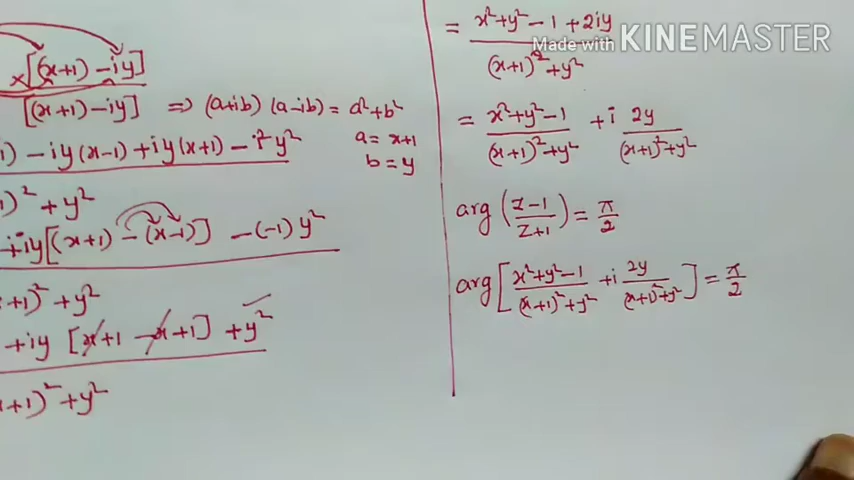 ×[(x+1) -iy]
[(x+1) -iy] ⇒ (a+ib) (a-ib) = a²+b²
1) - iy(x-1) +iy(x+1) - i²y²
a = x+1
b = y
1)² + y²
+iy[(x+1) - (x-1)] -(-1) y²
x+1)² + y²
+iy [x+1 -x+1] + y²
x+1)² + y²
= x²+y²-1+2iy
(x+1)²+y²
= x²+y²-1 +i 2y
(x+1)²+y² (x+1)²+y²
arg (z-1 / z+1) = π/2
arg [x²+y²-1 / (x+1)²+y² +i 2y / (x+1)²+y²] = π/2
Made with KINEMASTER